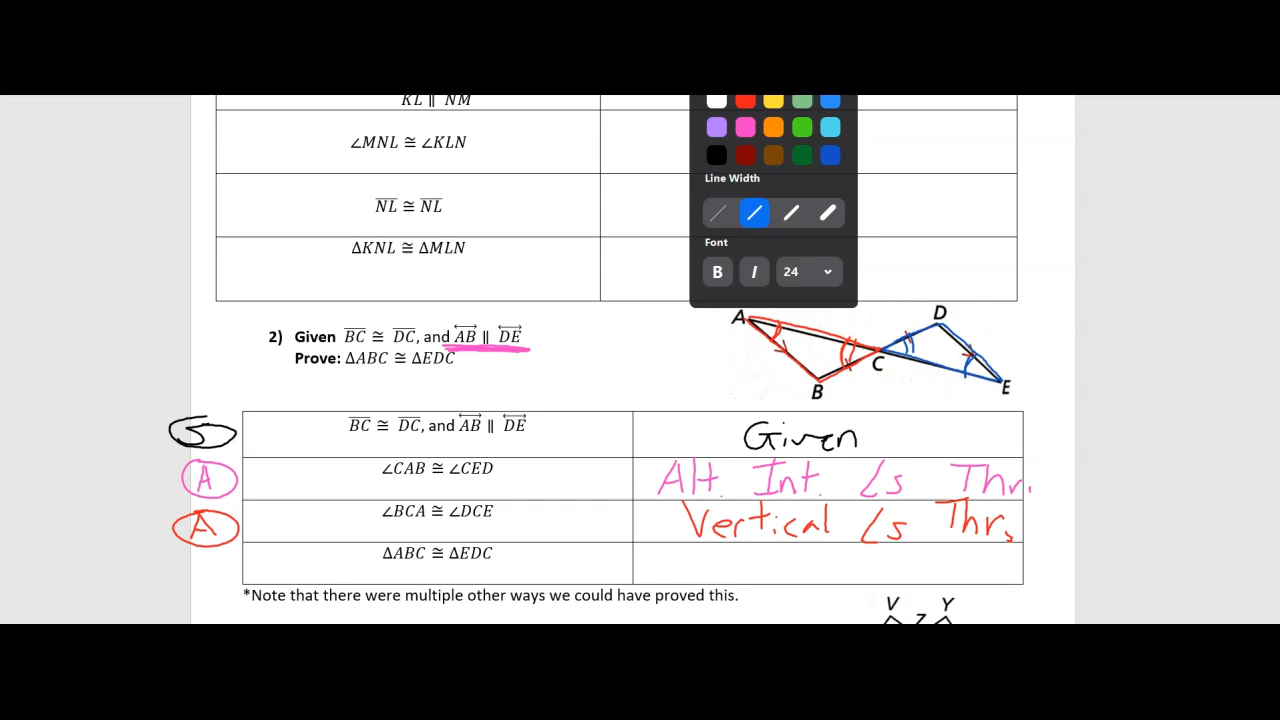 KL ∥ NM
∠MNL ≅ ∠KLN
NL ≅ NL
ΔKNL ≅ ΔMLN
Line Width
Font
B I 24
2) Given BC ≅ DC, and AB ∥ DE
Prove: ΔABC ≅ ΔEDC
A
D
C
B
E
S
BC ≅ DC, and AB ∥ DE
Given
A
∠CAB ≅ ∠CED
Alt. Int. ∠s Thr.
A
∠BCA ≅ ∠DCE
Vertical ∠s Thr.
ΔABC ≅ ΔEDC
*Note that there were multiple other ways we could have proved this.
V Y
Z